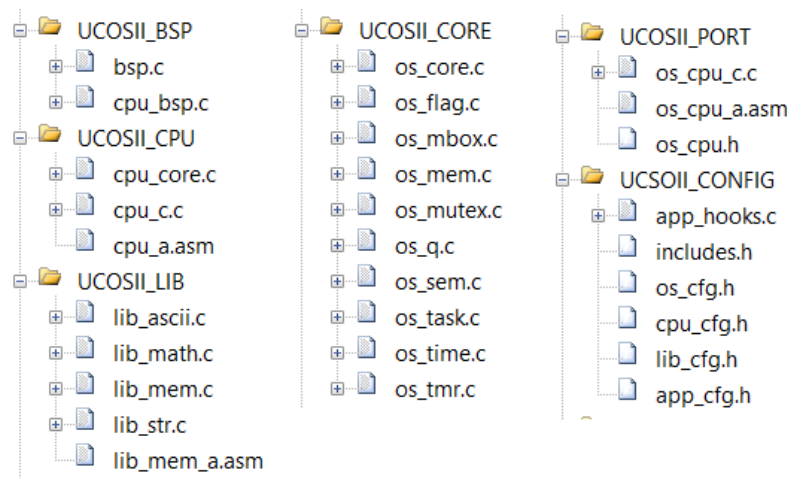 UCOSII_BSP
bsp.c
cpu_bsp.c
UCOSII_CPU
cpu_core.c
cpu_c.c
cpu_a.asm
UCOSII_LIB
lib_ascii.c
lib_math.c
lib_mem.c
lib_str.c
lib_mem_a.asm
UCOSII_CORE
os_core.c
os_flag.c
os_mbox.c
os_mem.c
os_mutex.c
os_q.c
os_sem.c
os_task.c
os_time.c
os_tmr.c
UCOSII_PORT
os_cpu_c.c
os_cpu_a.asm
os_cpu.h
UCSOII_CONFIG
app_hooks.c
includes.h
os_cfg.h
cpu_cfg.h
lib_cfg.h
app_cfg.h